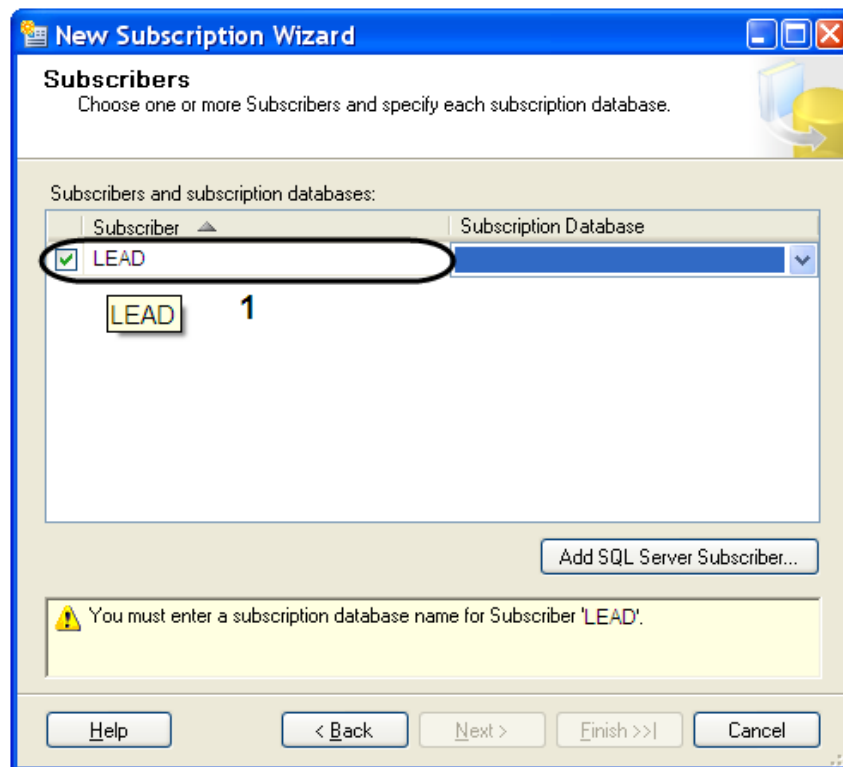 New Subscription Wizard
Subscribers
Choose one or more Subscribers and specify each subscription database.
Subscribers and subscription databases:
Subscriber Subscription Database
LEAD
LEAD 1
Add SQL Server Subscriber...
You must enter a subscription database name for Subscriber 'LEAD'.
Help < Back Next > Finish >>| Cancel